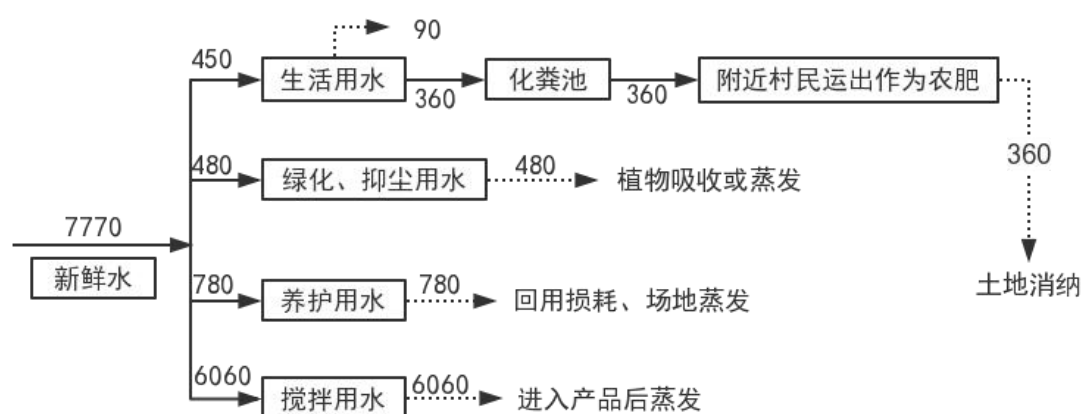 90
450
生活用水
360
化粪池
360
附近村民运出作为农肥
360
土地消纳
480
绿化、抑尘用水
480
植物吸收或蒸发
7770
新鲜水
780
养护用水
780
回用损耗、场地蒸发
6060
搅拌用水
6060
进入产品后蒸发